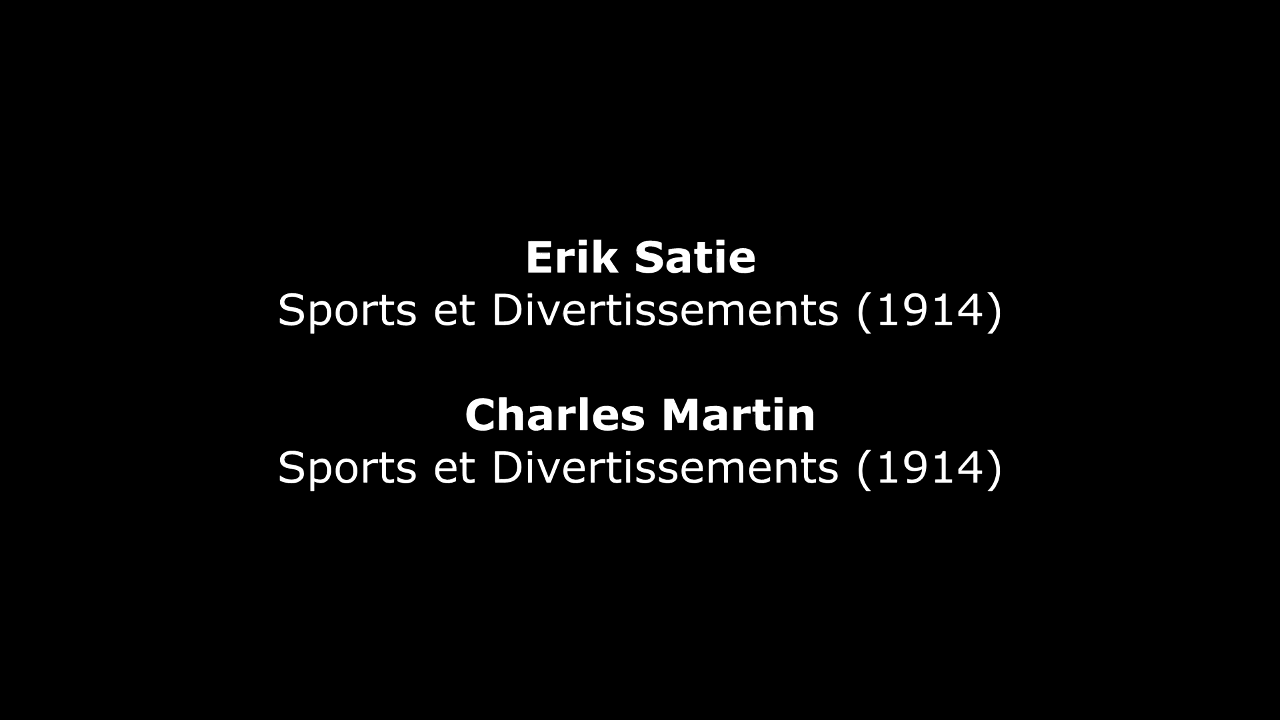 Erik Satie
Sports et Divertissements (1914)
Charles Martin
Sports et Divertissements (1914)